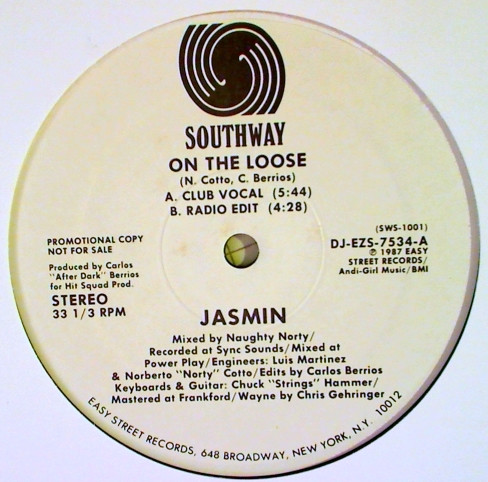 SOUTHWAY
ON THE LOOSE
(N. Cotto, C. Berrios)
A. CLUB VOCAL (5:44)
B. RADIO EDIT (4:28)
PROMOTIONAL COPY
NOT FOR SALE
Produced by Carlos
"After Dark" Berrios
for Hit Squad Prod.
STEREO
33 1/3 RPM
(SWS-1001)
DJ-EZS-7534-A
℗ 1987 EASY
STREET RECORDS/
Andi-Girl Music/BMI
JASMIN
Mixed by Naughty Norty/
Recorded at Sync Sounds/Mixed at
Power Play/Engineers: Luis Martinez
& Norberto "Norty" Cotto/Edits by Carlos Berrios
Keyboards & Guitar: Chuck "Strings" Hammer/
Mastered at Frankford/Wayne by Chris Gehringer
EASY STREET RECORDS, 648 BROADWAY, NEW YORK, N.Y. 10012